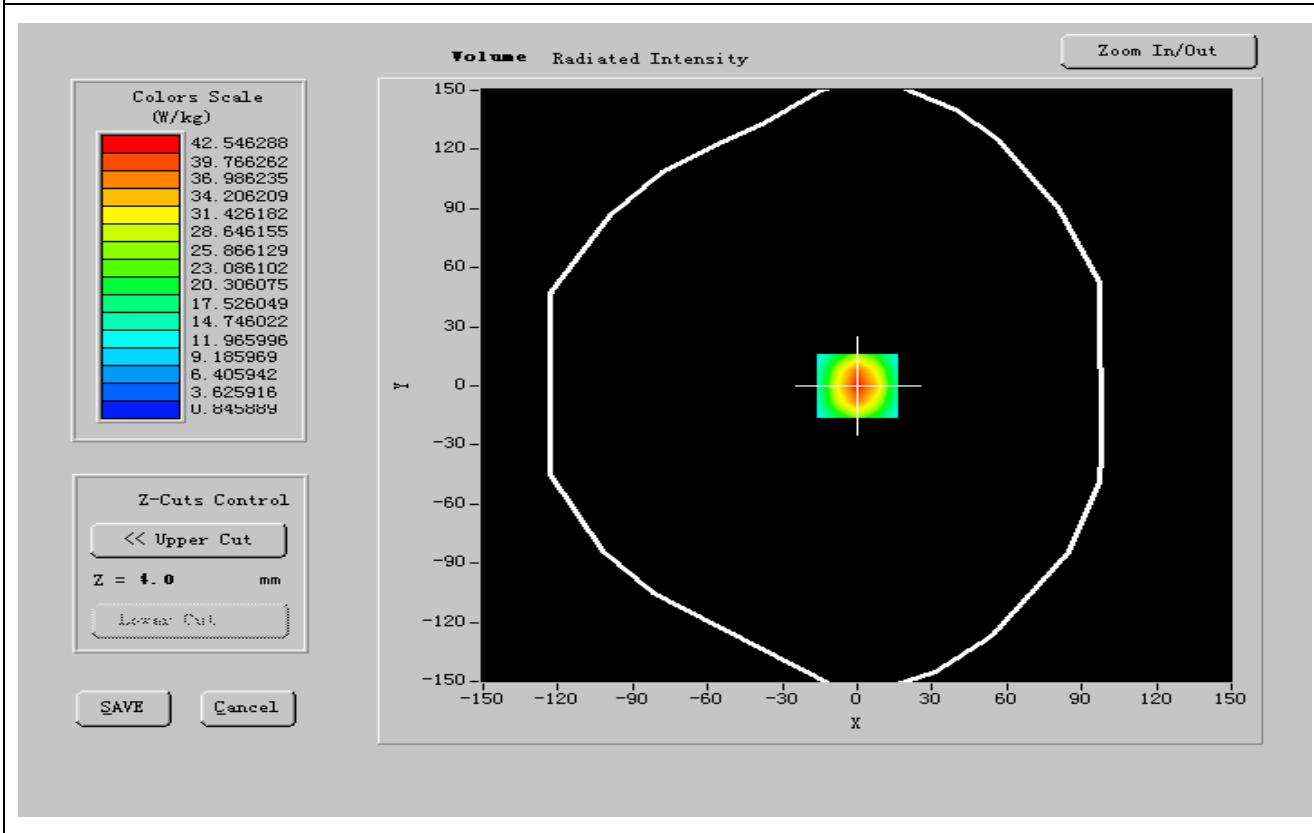 Volume Radiated Intensity
Zoom In/Out
Colors Scale
(W/kg)
42.546288
39.766262
36.986235
34.206209
31.426182
28.646155
25.866129
23.086102
20.306075
17.526049
14.746022
11.965996
9.185969
6.405942
3.625916
0.845889
Z-Cuts Control
<< Upper Cut
Z = 4.0 mm
Lower Cut
SAVE
Cancel
150
120
90
60
30
0
-30
-60
-90
-120
-150
Y
-150 -120 -90 -60 -30 0 30 60 90 120 150
X